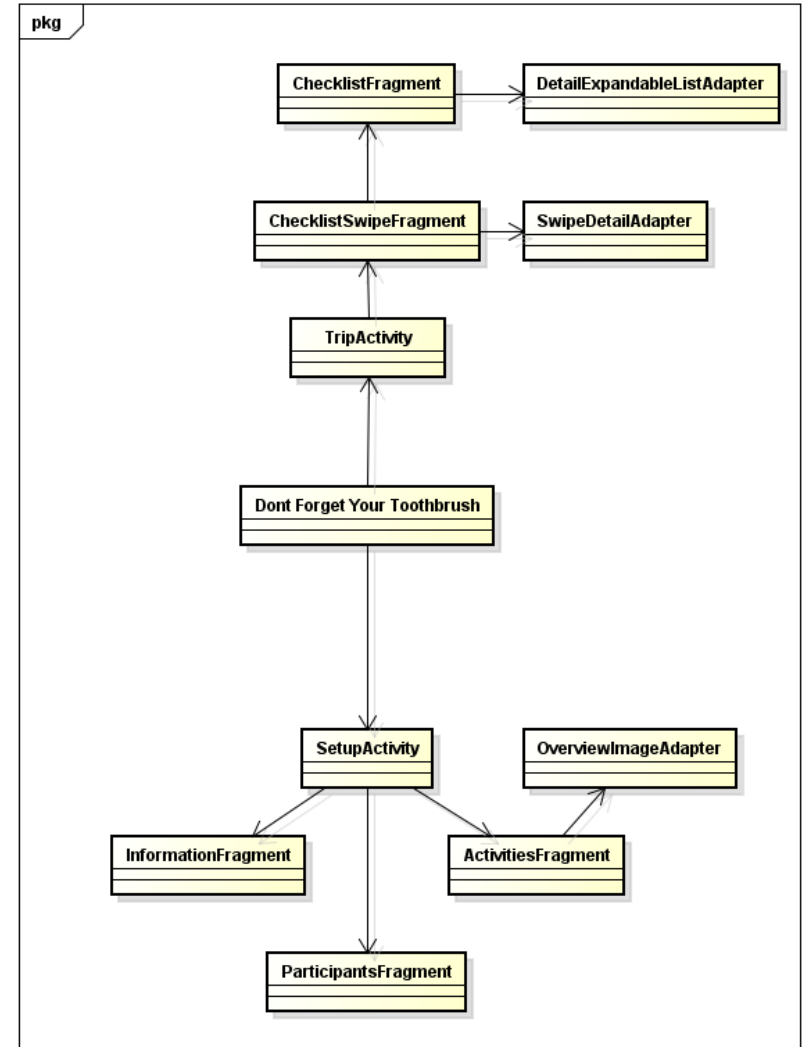 pkg
ChecklistFragment
DetailExpandableListAdapter
ChecklistSwipeFragment
SwipeDetailAdapter
TripActivity
Dont Forget Your Toothbrush
SetupActivity
OverviewImageAdapter
InformationFragment
ActivitiesFragment
ParticipantsFragment